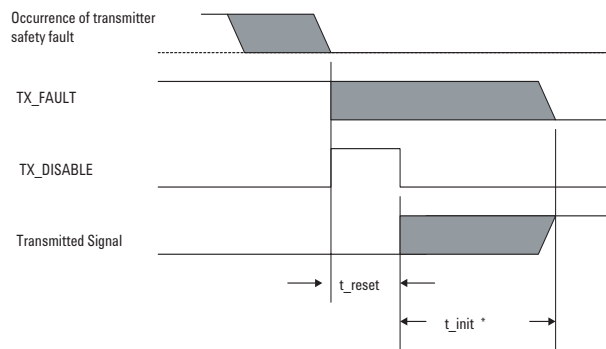 Occurrence of transmitter
safety fault
TX_FAULT
TX_DISABLE
Transmitted Signal
t_reset
t_init *